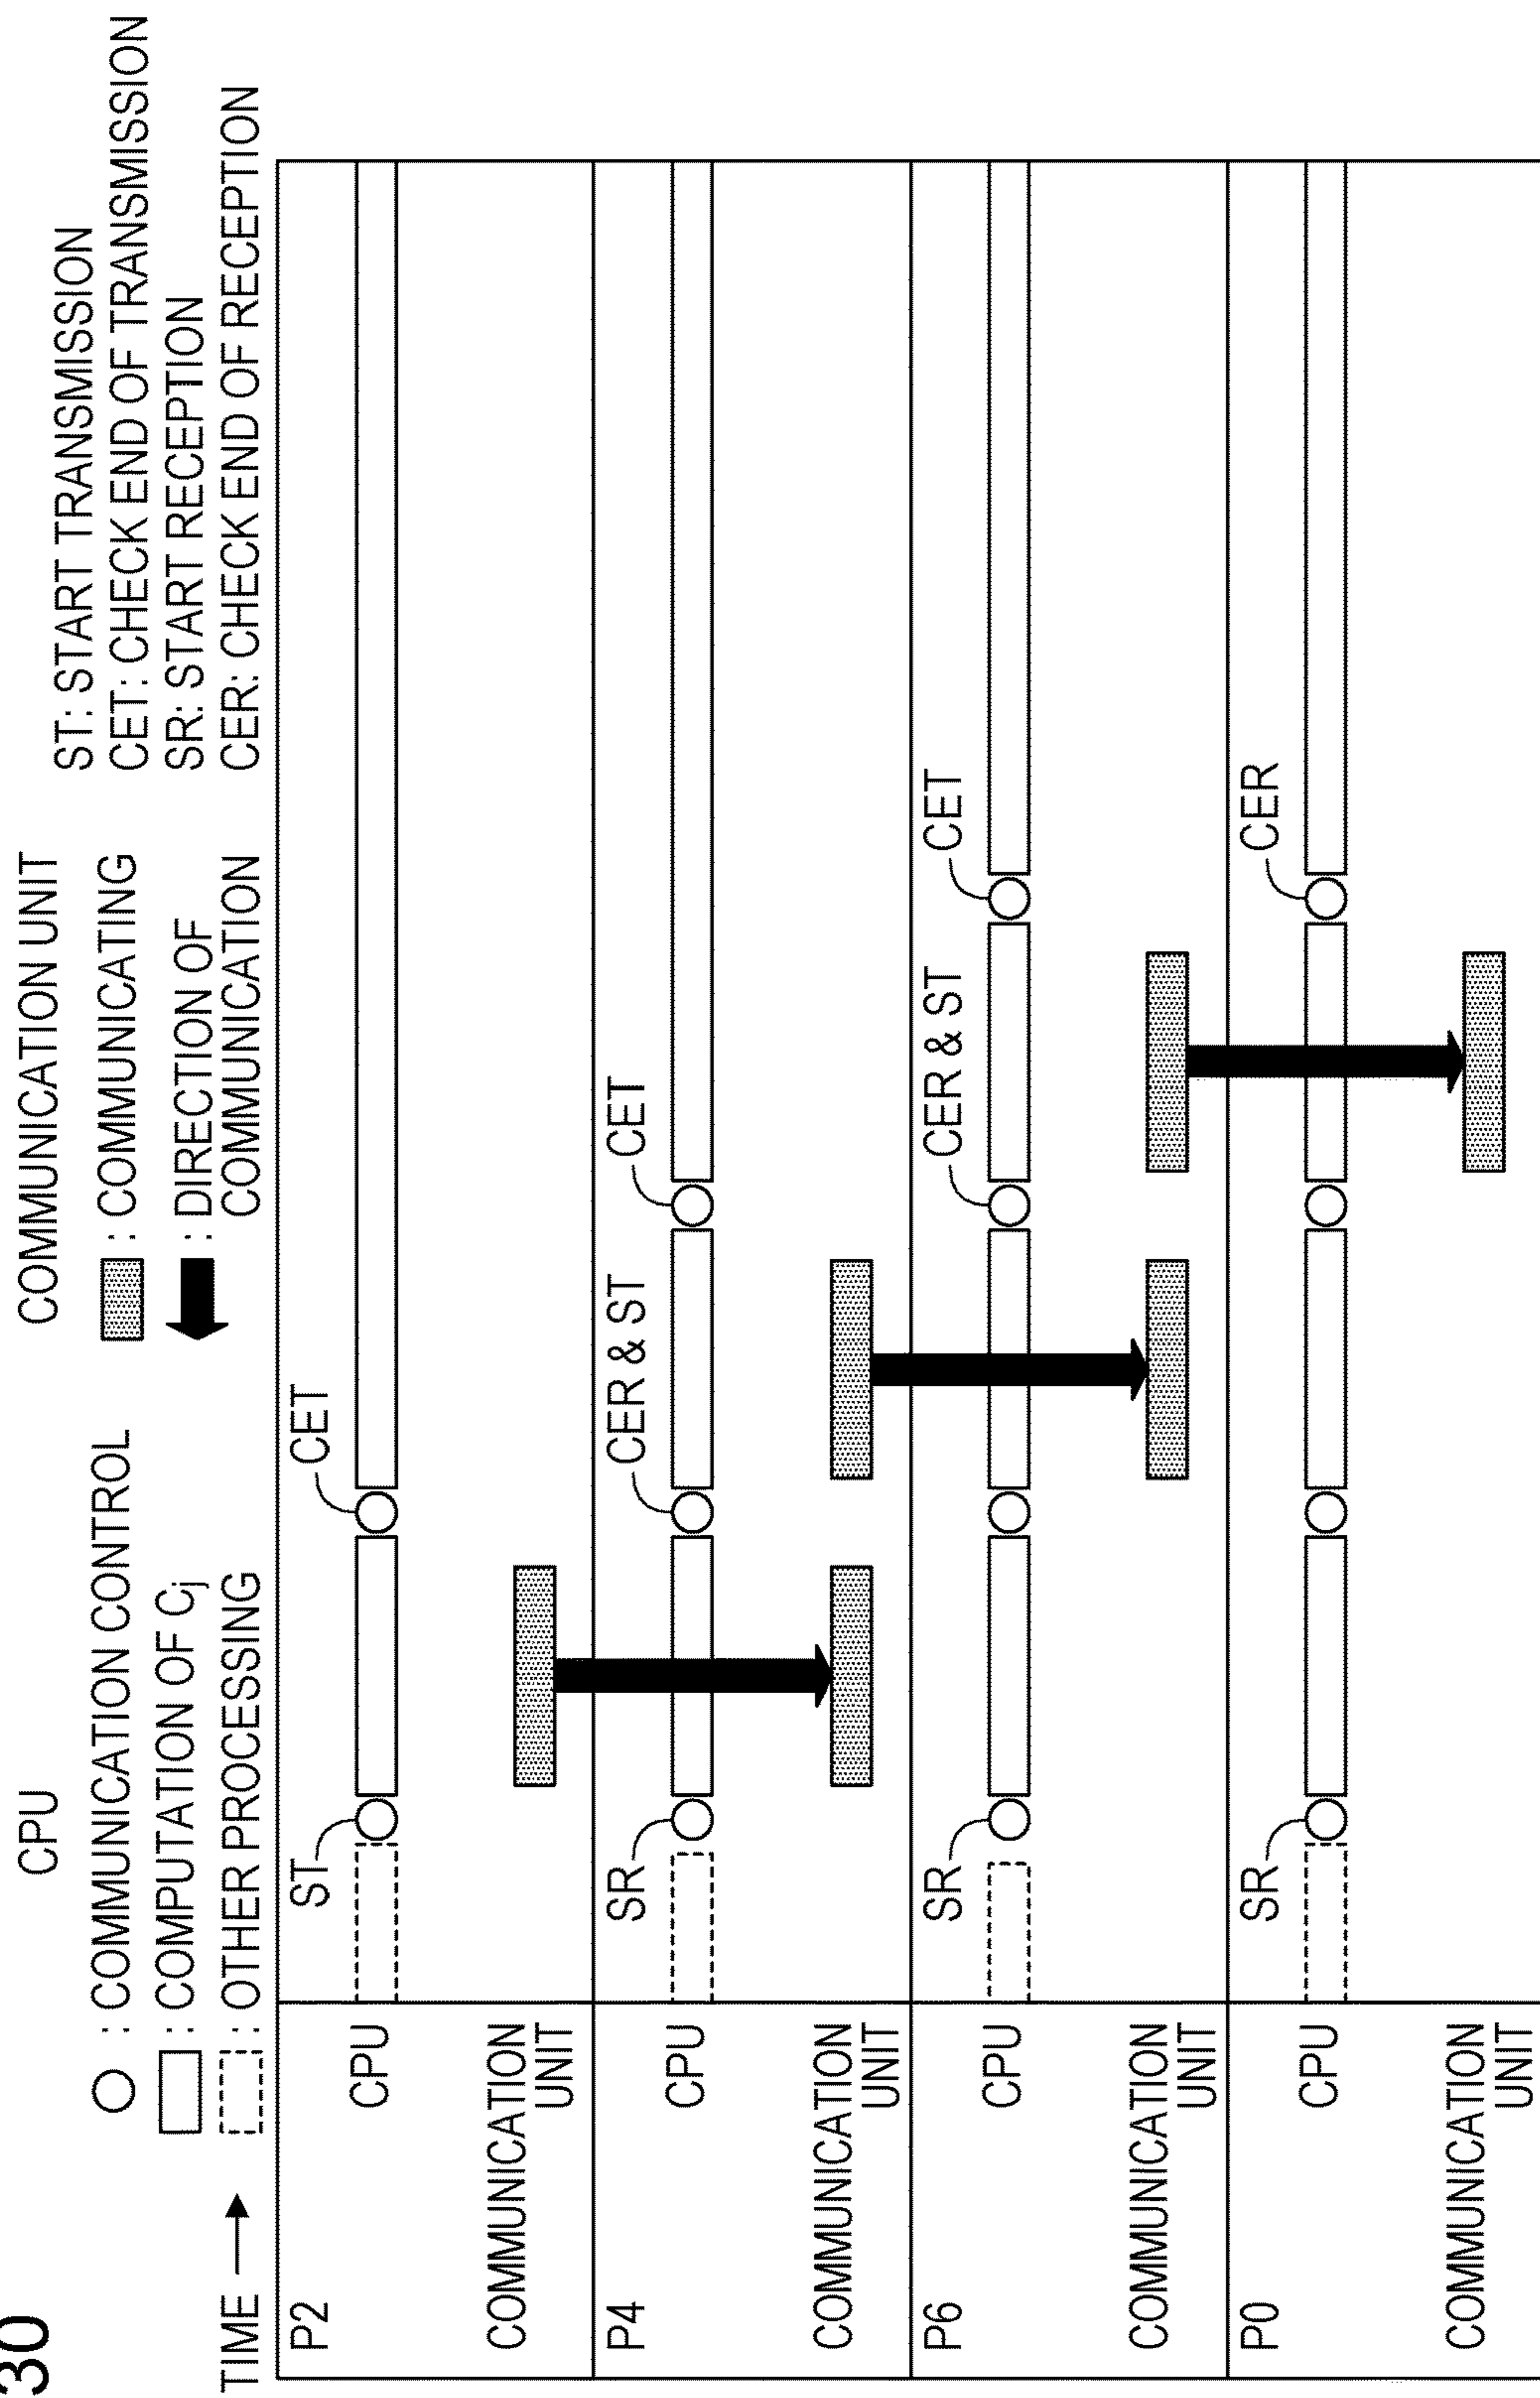 30
CPU
○ : COMMUNICATION CONTROL
: COMPUTATION OF Cj
: OTHER PROCESSING
COMMUNICATION UNIT
: COMMUNICATING
: DIRECTION OF
COMMUNICATION
ST: START TRANSMISSION
CET: CHECK END OF TRANSMISSION
SR: START RECEPTION
CER: CHECK END OF RECEPTION
TIME →
P2
CPU
ST
CET
COMMUNICATION
UNIT
P4
CPU
SR
CER & ST
CET
COMMUNICATION
UNIT
P6
CPU
SR
CER & ST
CET
COMMUNICATION
UNIT
P0
CPU
SR
CER
COMMUNICATION
UNIT